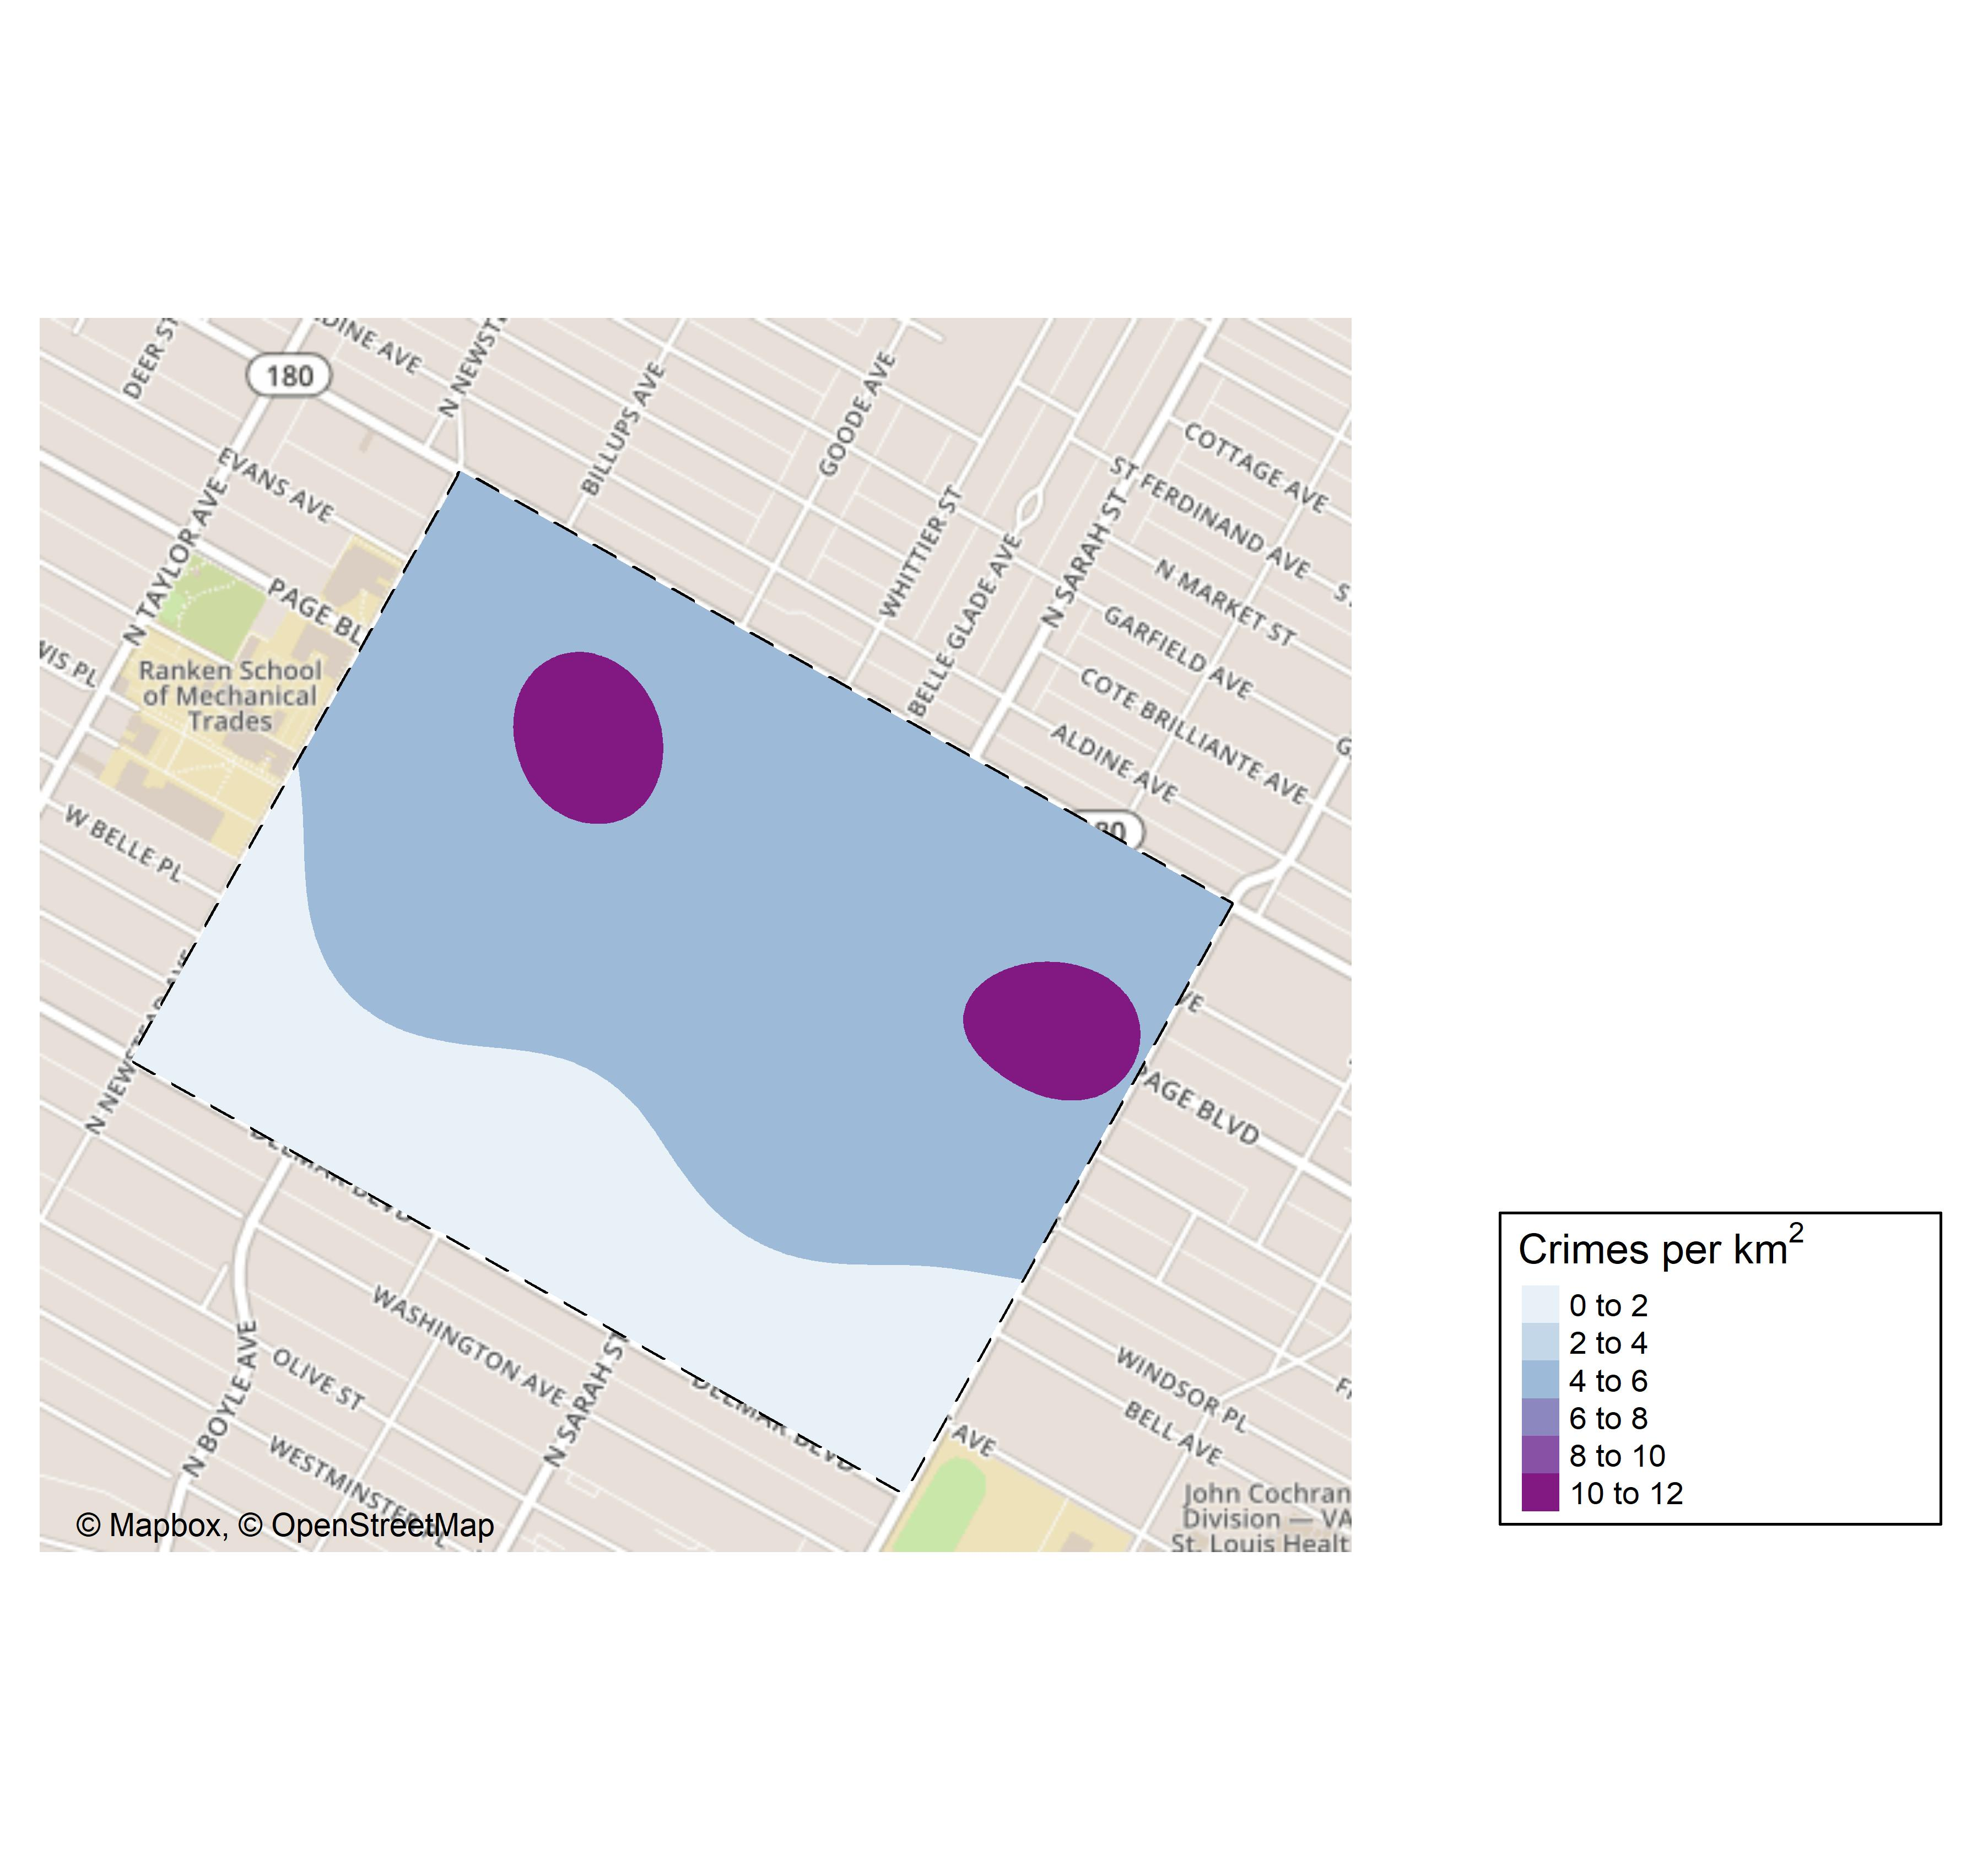 DEER ST
180
EVANS AVE
N TAYLOR AVE
BILLUPS AVE
GOODE AVE
WHITTIER ST
BELLE GLADE AVE
N SARAH ST
COTTAGE AVE
ST FERDINAND AVE
N MARKET ST
GARFIELD AVE
COTE BRILLIANTE AVE
ALDINE AVE
PAGE BL
Ranken School
of Mechanical
Trades
W BELLE PL
PAGE BLVD
WASHINGTON AVE
OLIVE ST
N BOYLE AVE
WESTMINSTER PL
N SARAH ST
AVE
WINDSOR PL
BELL AVE
John Cochran
Division — VA
St. Louis Healt
© Mapbox, © OpenStreetMap
Crimes per km2
0 to 2
2 to 4
4 to 6
6 to 8
8 to 10
10 to 12